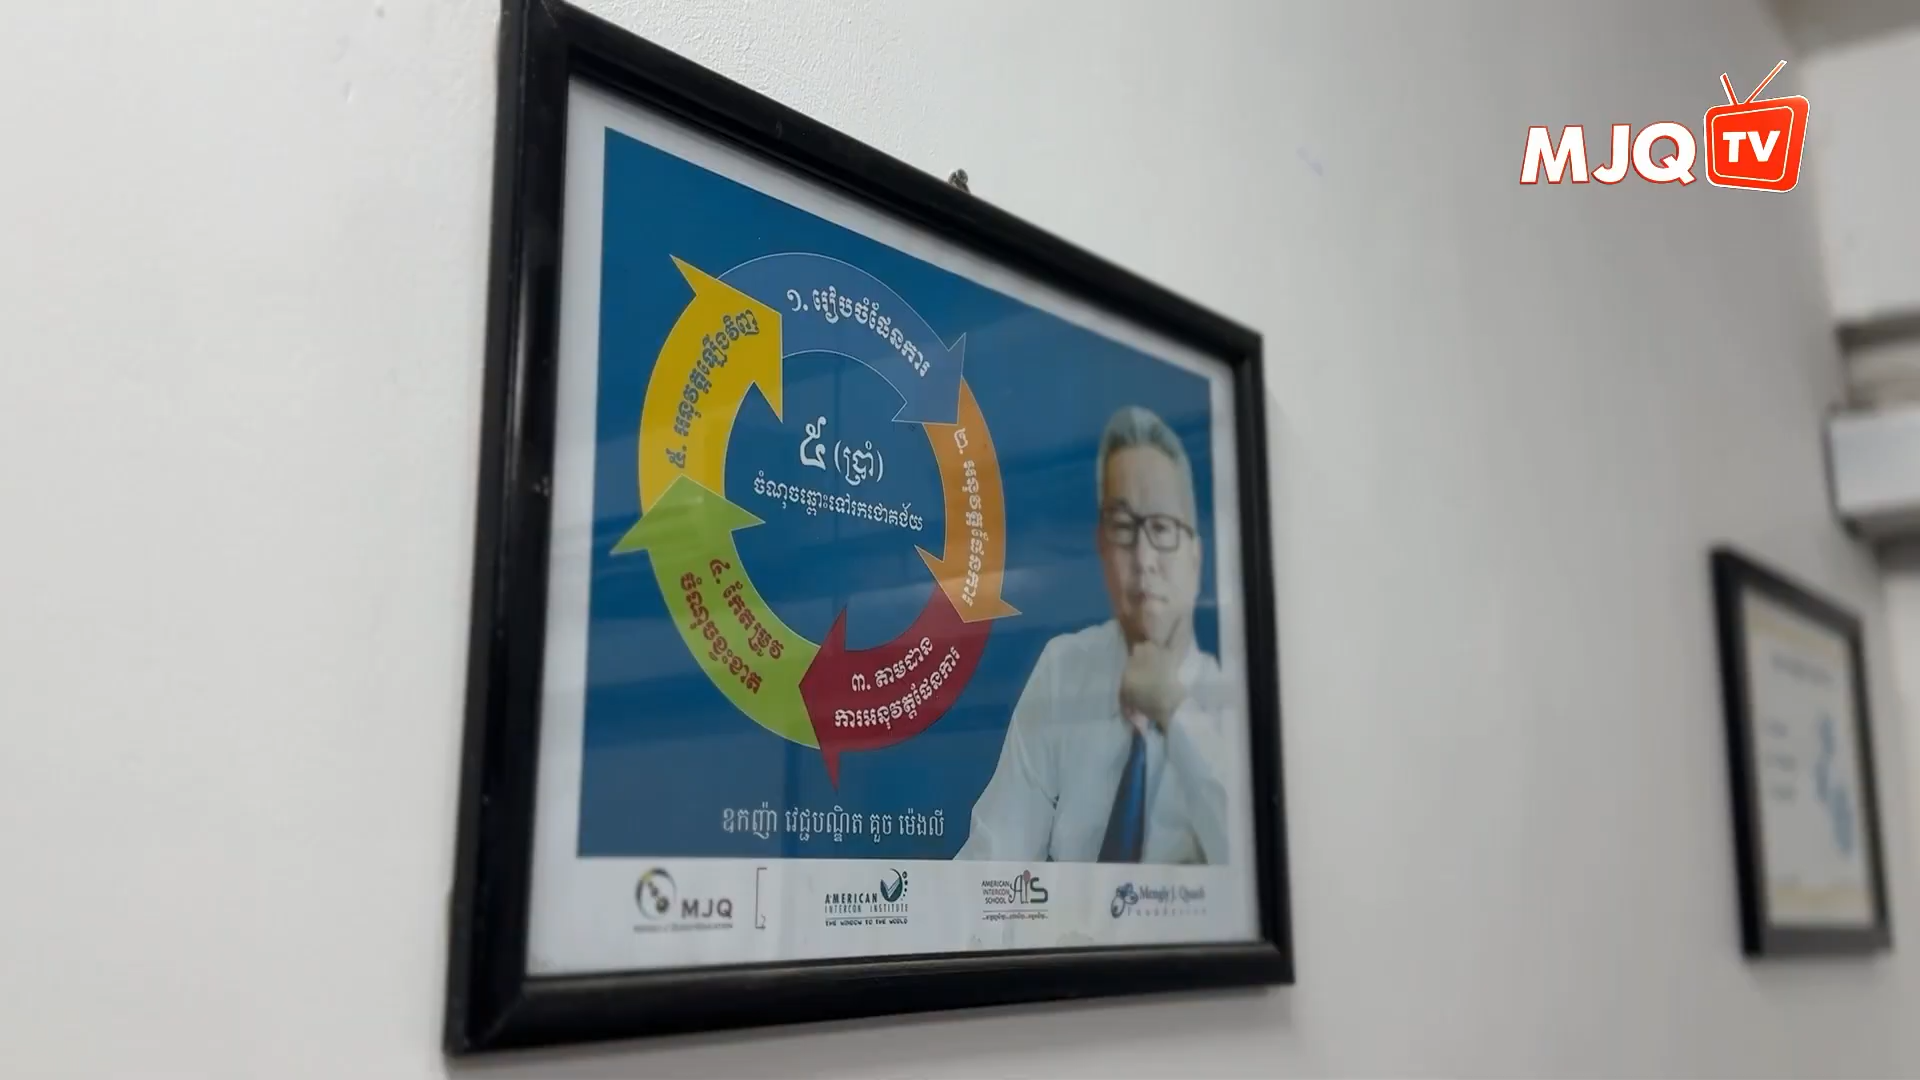 MJQ TV
១. រៀបចំផែនការ
២. អនុវត្តផែនការ
៣. តាមដាន
ការអនុវត្តផែនការ
៤. កែតម្រូវ
ចំណុចខ្វះខាត
៥. អនុវត្តឡើងវិញ
៥ (ប្រាំ)
ចំណុចឆ្ពោះទៅរកជោគជ័យ
ឧកញ៉ា វេជ្ជបណ្ឌិត គួច ម៉េងលី
MJQ
AMERICAN
INTERCON INSTITUTE
THE WINDOW TO THE WORLD
AMERICAN
INTERCON
SCHOOL
AIS
Mengly J. Quach
Foundation